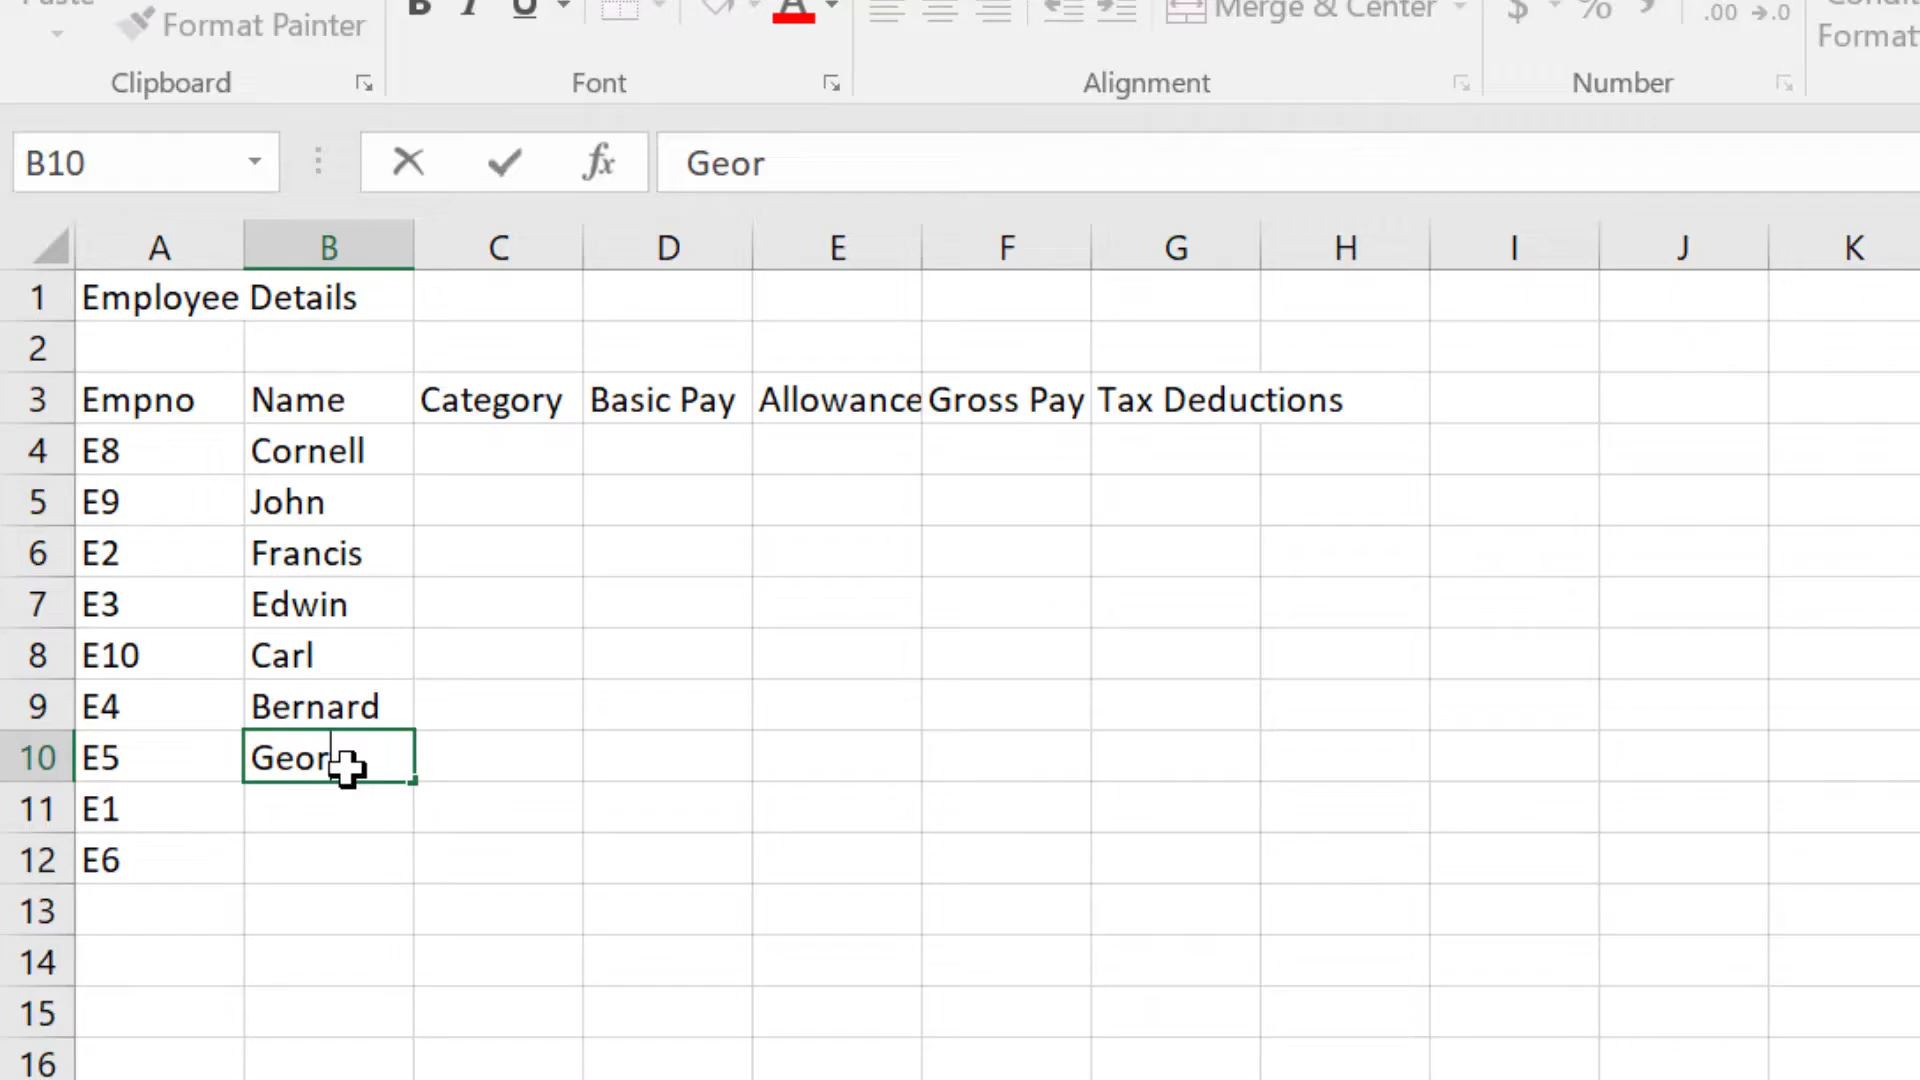 Format Painter B I U A Merge & Center $ % .00 .0
Format
Clipboard Font Alignment Number
B10 fx Geor
A B C D E F G H I J K
1 Employee Details
2
3 Empno Name Category Basic Pay Allowance Gross Pay Tax Deductions
4 E8 Cornell
5 E9 John
6 E2 Francis
7 E3 Edwin
8 E10 Carl
9 E4 Bernard
10 E5 Geor
11 E1
12 E6
13
14
15
16